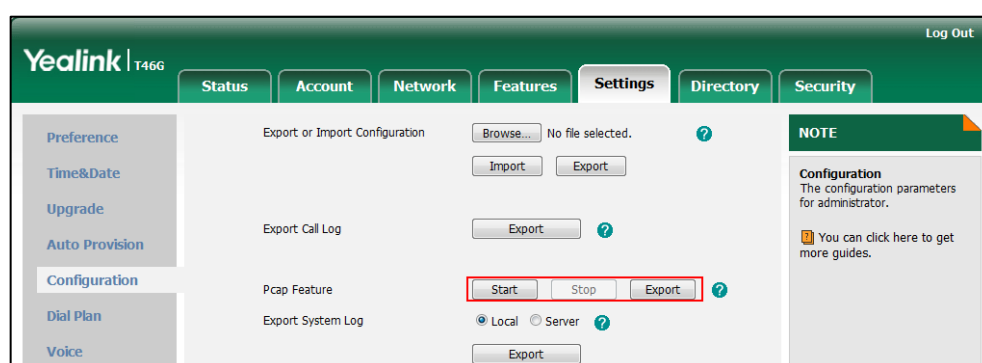 Log Out
Yealink T46G
Status Account Network Features Settings Directory Security
Preference
Time&Date
Upgrade
Auto Provision
Configuration
Dial Plan
Voice
Export or Import Configuration Browse... No file selected. ?
Import Export
Export Call Log Export ?
Pcap Feature Start Stop Export ?
Export System Log Local Server ?
Export
NOTE
Configuration
The configuration parameters
for administrator.
? You can click here to get
more guides.